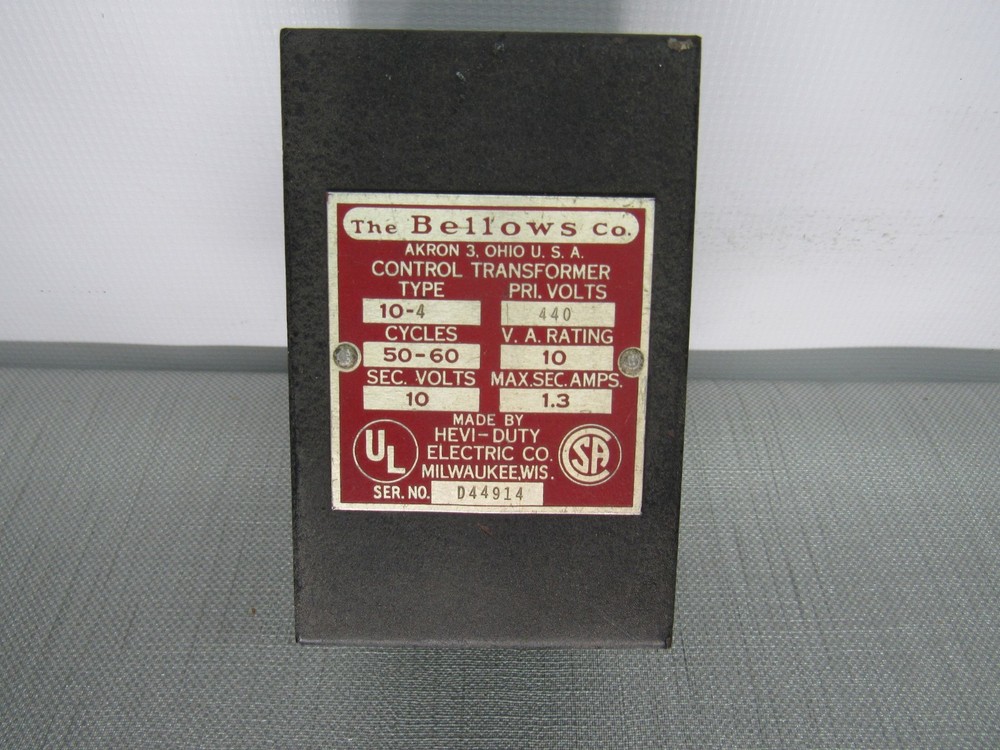 The Bellows Co.
AKRON 3, OHIO U. S. A.
CONTROL TRANSFORMER
TYPE PRI. VOLTS
10-4 440
CYCLES V. A. RATING
50-60 10
SEC. VOLTS MAX. SEC. AMPS.
10 1.3
MADE BY
HEVI-DUTY
ELECTRIC CO.
MILWAUKEE, WIS.
UL SA
SER. NO. D44914